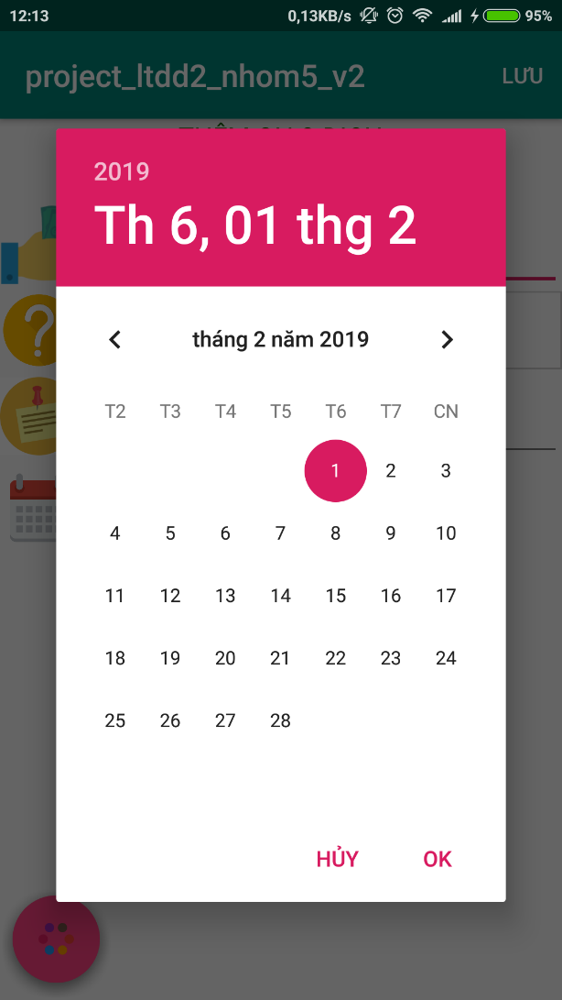 12:13 0,13KB/s 95%
project_ltdd2_nhom5_v2 LƯU
2019
Th 6, 01 thg 2
tháng 2 năm 2019
T2 T3 T4 T5 T6 T7 CN
1 2 3
4 5 6 7 8 9 10
11 12 13 14 15 16 17
18 19 20 21 22 23 24
25 26 27 28
HỦY OK